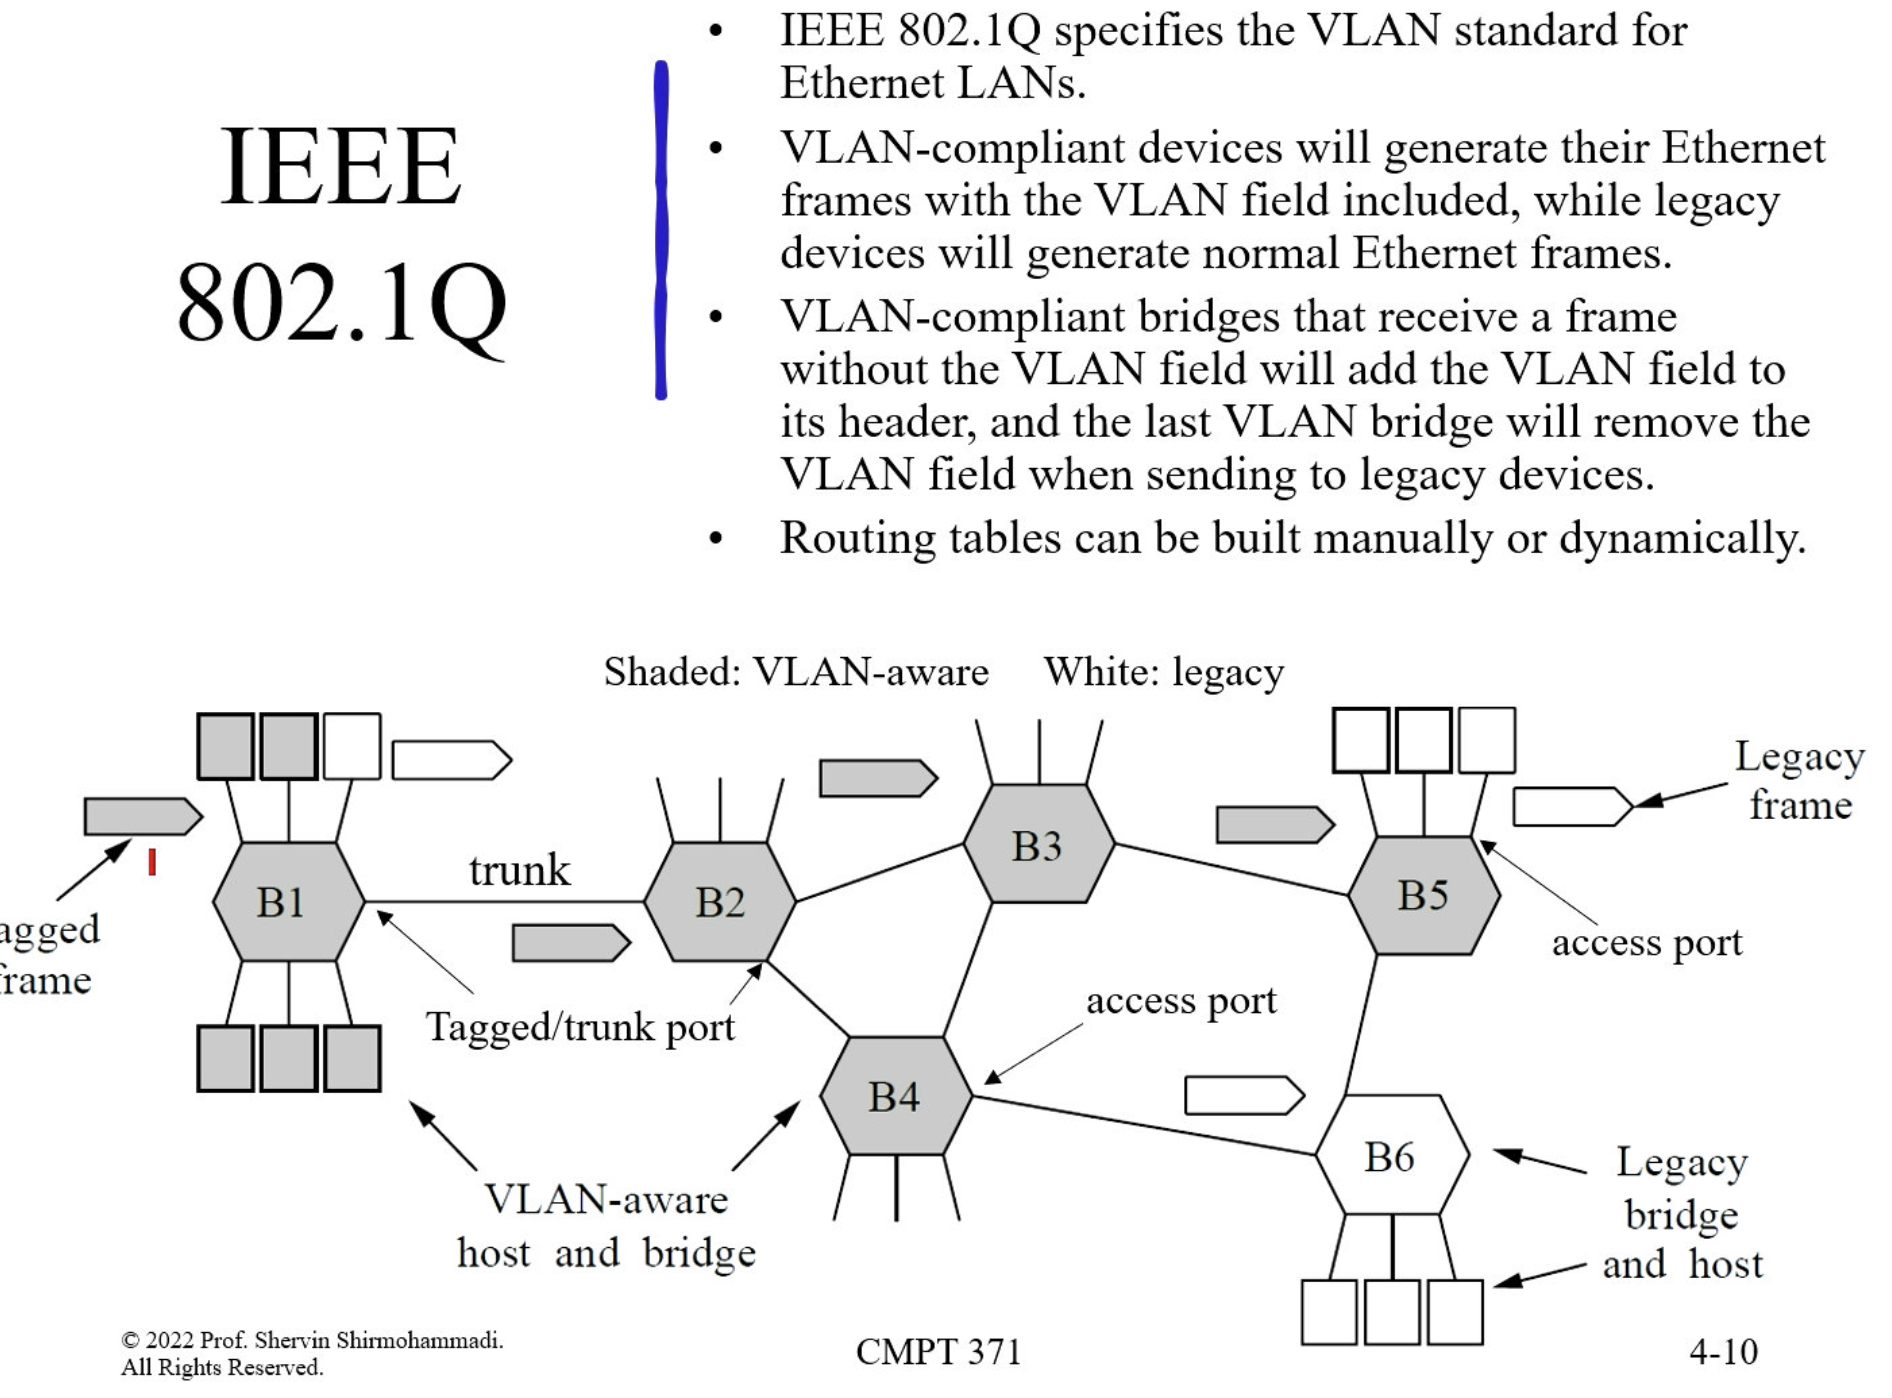 IEEE
802.1Q
• IEEE 802.1Q specifies the VLAN standard for
Ethernet LANs.
• VLAN-compliant devices will generate their Ethernet
frames with the VLAN field included, while legacy
devices will generate normal Ethernet frames.
• VLAN-compliant bridges that receive a frame
without the VLAN field will add the VLAN field to
its header, and the last VLAN bridge will remove the
VLAN field when sending to legacy devices.
• Routing tables can be built manually or dynamically.
Shaded: VLAN-aware White: legacy
Legacy
frame
B1
trunk
B2
B3
B5
agged
frame
access port
Tagged/trunk port
access port
B4
B6
VLAN-aware
host and bridge
Legacy
bridge
and host
© 2022 Prof. Shervin Shirmohammadi.
All Rights Reserved.
CMPT 371
4-10